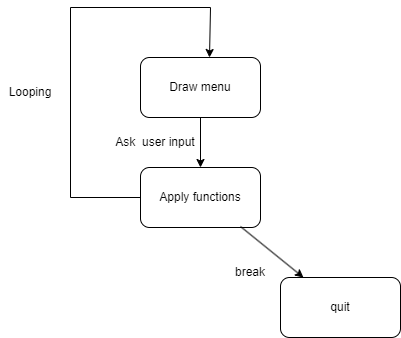 Draw menu
Looping
Ask  user input
Apply functions
break
quit